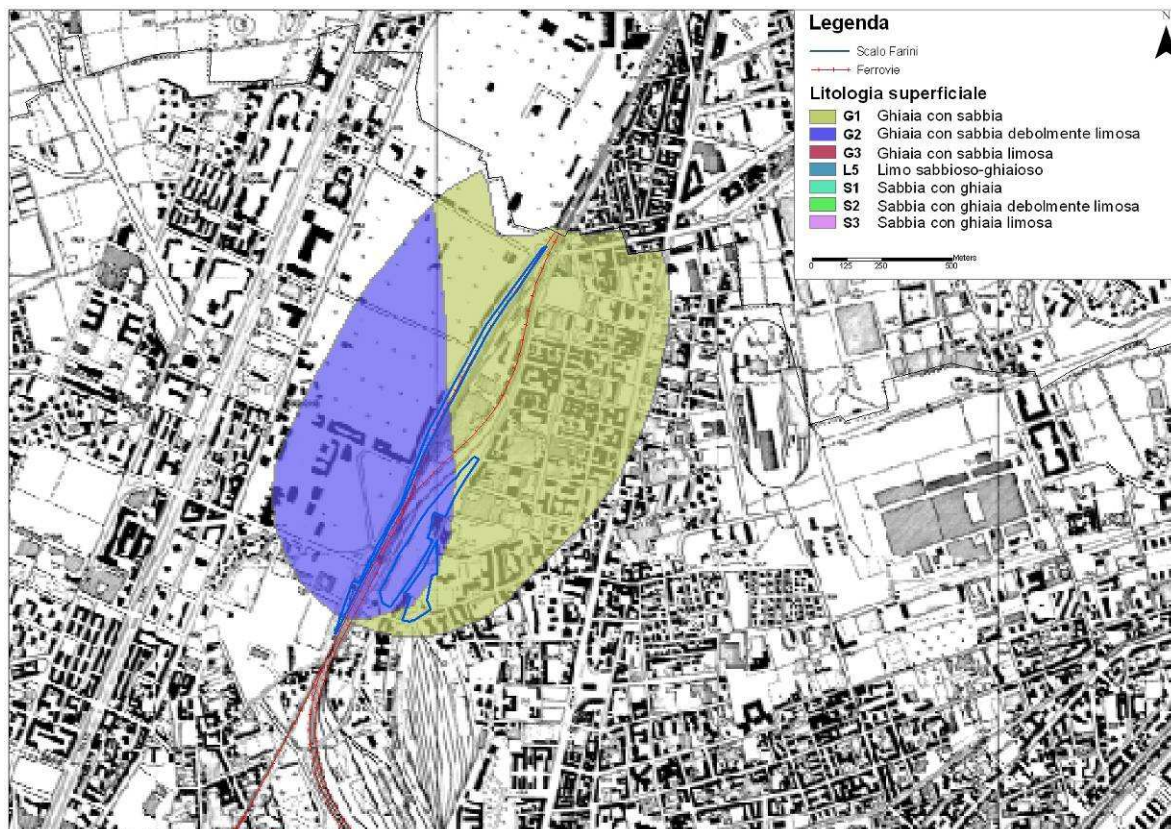 Legenda
Scalo Farini
Ferrovie
Litologia superficiale
G1 Ghiaia con sabbia
G2 Ghiaia con sabbia debolmente limosa
G3 Ghiaia con sabbia limosa
L5 Limo sabbioso-ghiaioso
S1 Sabbia con ghiaia
S2 Sabbia con ghiaia debolmente limosa
S3 Sabbia con ghiaia limosa
Meters
0 125 250 500